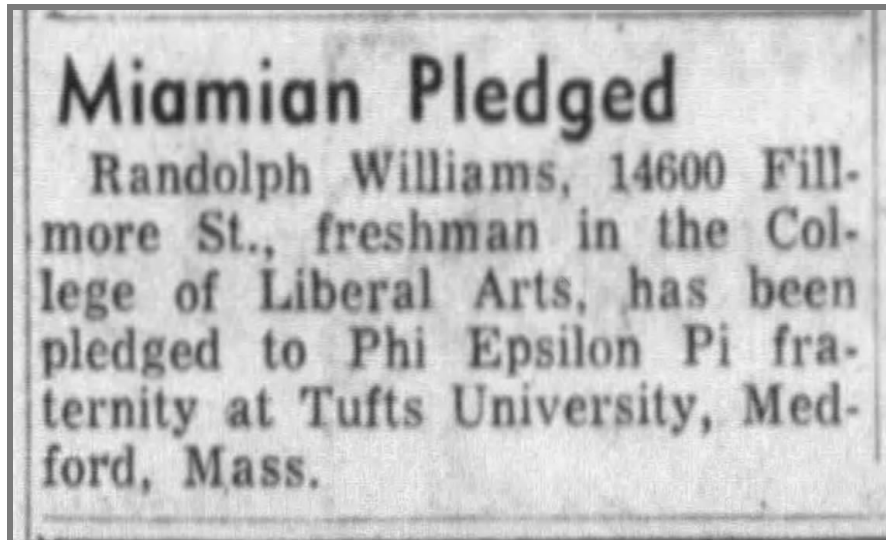 Miamian Pledged
Randolph Williams, 14600 Fill-
more St., freshman in the Col-
lege of Liberal Arts, has been
pledged to Phi Epsilon Pi fra-
ternity at Tufts University, Med-
ford, Mass.